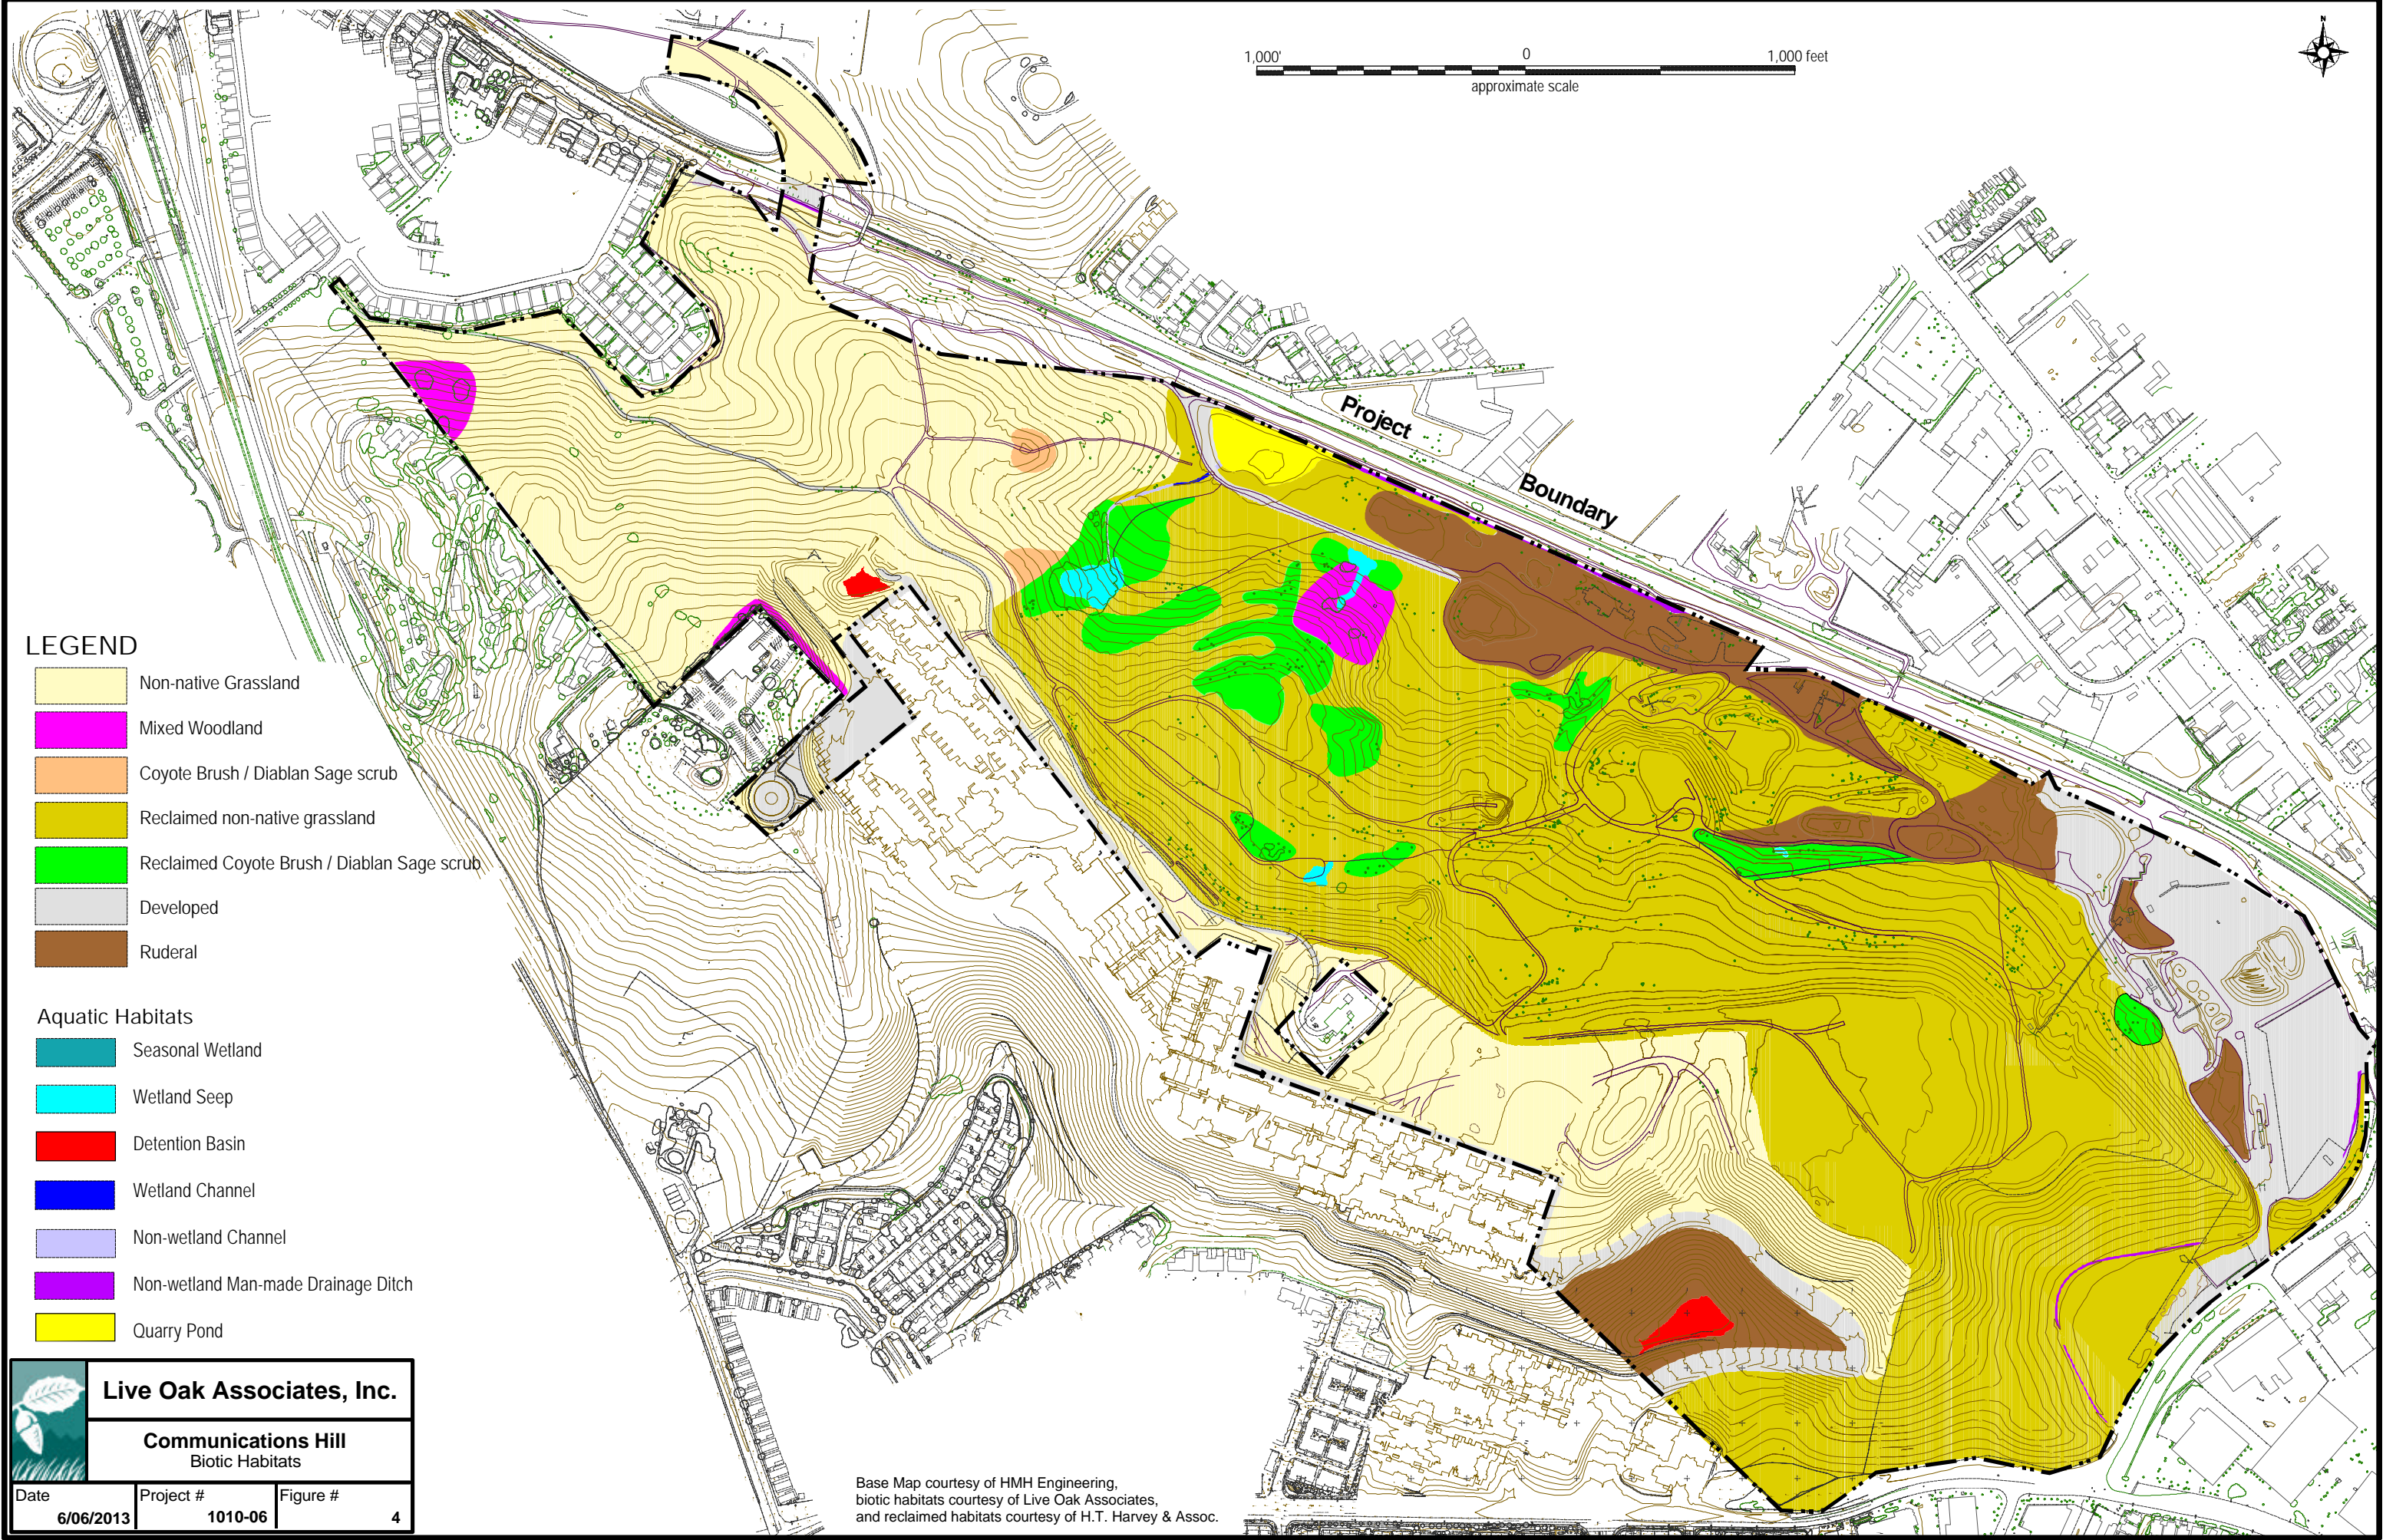 N
1,000'
0
1,000 feet
approximate scale
Project
Boundary
LEGEND
Non-native Grassland
Mixed Woodland
Coyote Brush / Diablan Sage scrub
Reclaimed non-native grassland
Reclaimed Coyote Brush / Diablan Sage scrub
Developed
Ruderal
Aquatic Habitats
Seasonal Wetland
Wetland Seep
Detention Basin
Wetland Channel
Non-wetland Channel
Non-wetland Man-made Drainage Ditch
Quarry Pond
Live Oak Associates, Inc.
Communications Hill
Biotic Habitats
Date
6/06/2013
Project #
1010-06
Figure #
4
Base Map courtesy of HMH Engineering,
biotic habitats courtesy of Live Oak Associates,
and reclaimed habitats courtesy of H.T. Harvey & Assoc.